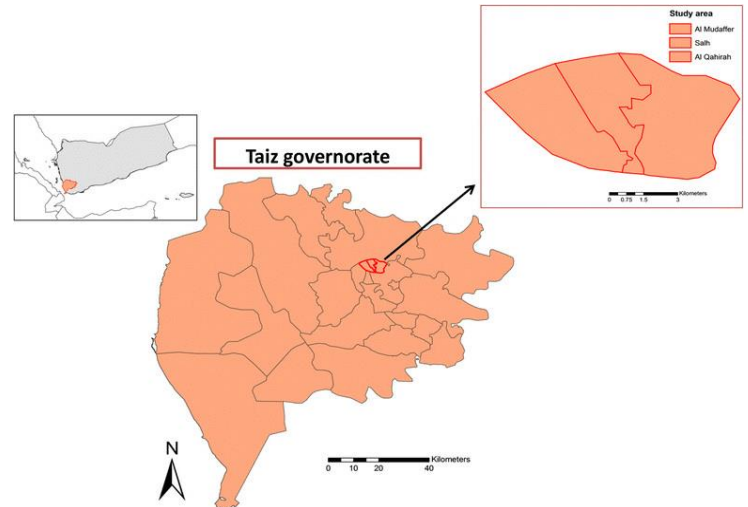 Study area
Al Mudaffer
Salh
Al Qahirah
Kilometers
0 0.75 1.5 3
Taiz governorate
N
Kilometers
0 10 20 40